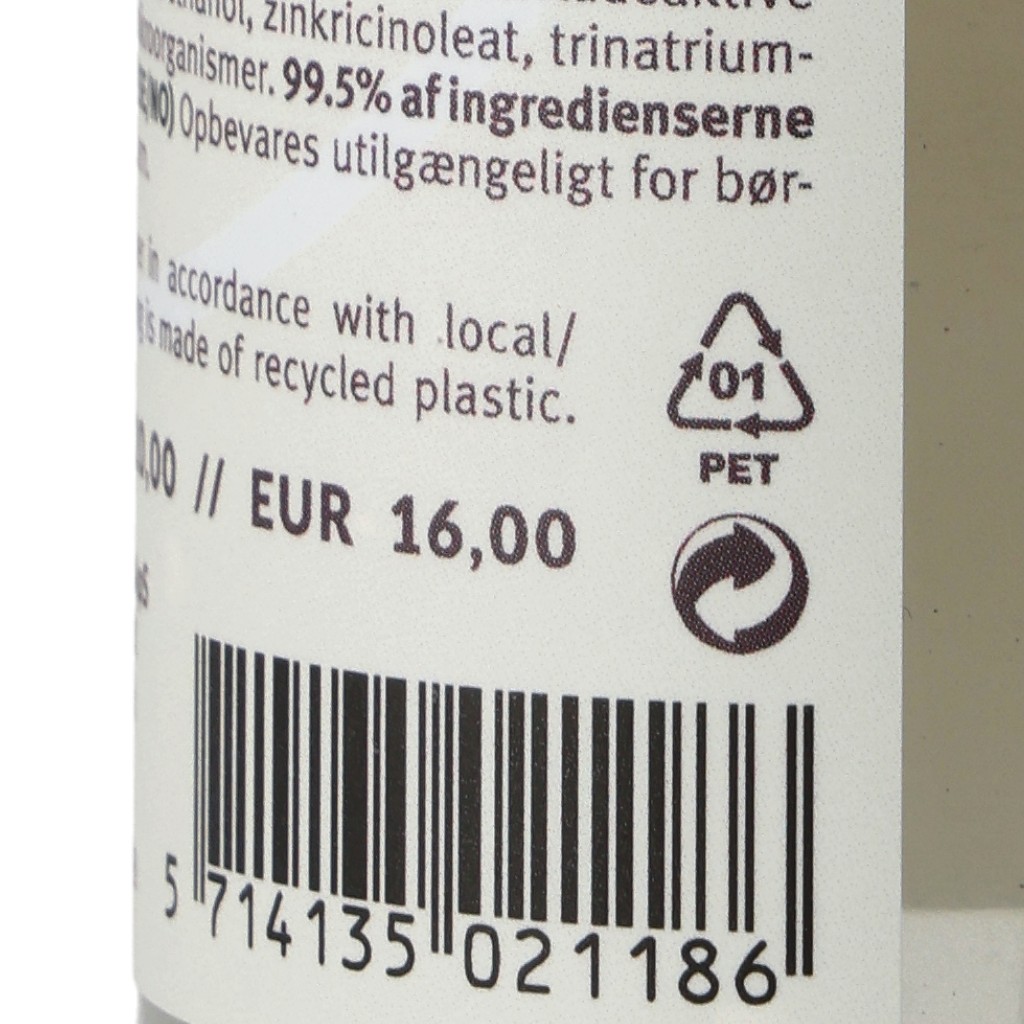 zinkricinoleat, trinatrium-
99.5% af ingredienserne
Opbevares utilgængeligt for bør-
in accordance with local/
is made of recycled plastic.
01
PET
// EUR 16,00
5 714135 021186